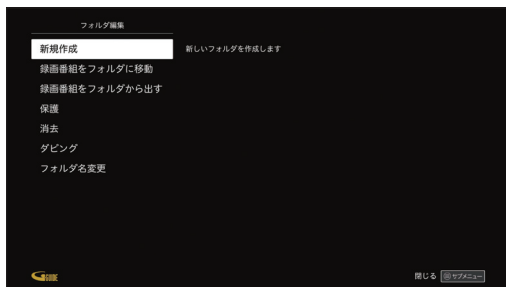 フォルダ編集
新規作成
新しいフォルダを作成します
録画番組をフォルダに移動
録画番組をフォルダから出す
保護
消去
ダビング
フォルダ名変更
G GUIDE
閉じる サブメニュー